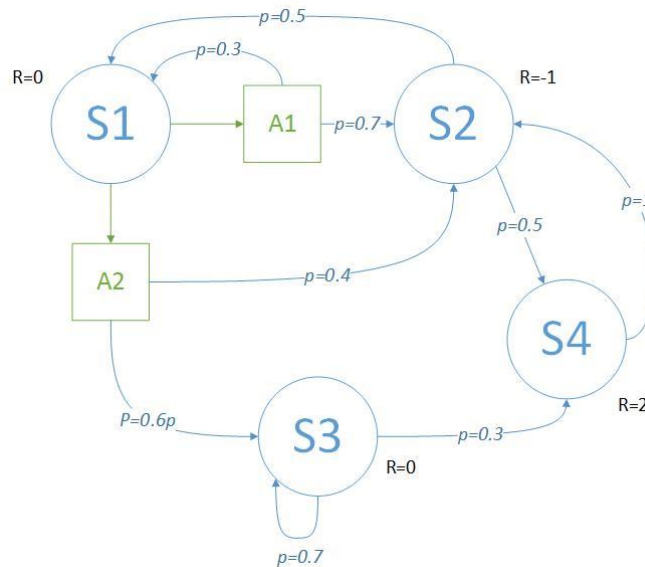 p=0.5
p=0.3
R=0
R=-1
S1
A1
p=0.7
S2
p=0.5
A2
p=0.4
S4
R=2
P=0.6p
S3
p=0.3
R=0
p=0.7